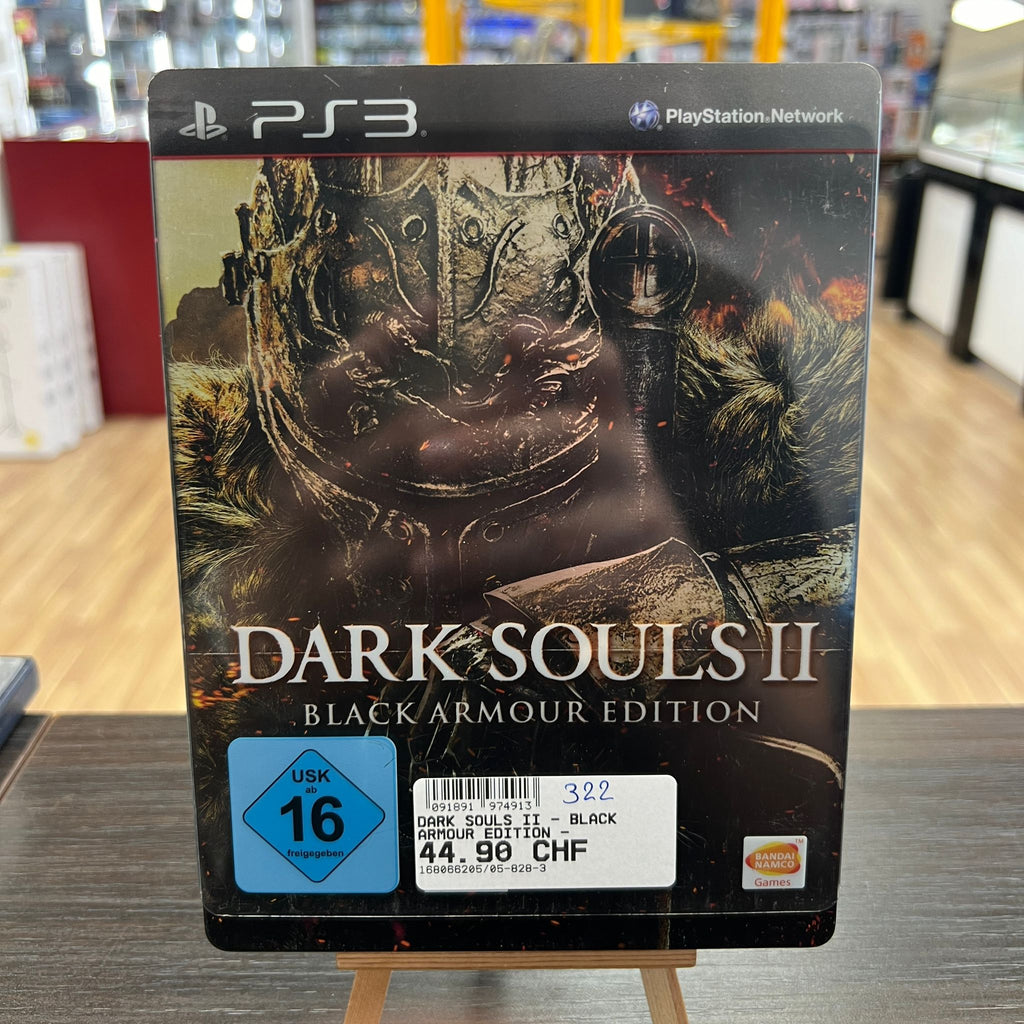 PS3
PlayStation®Network
DARK SOULS II
BLACK ARMOUR EDITION
USK
ab
16
freigegeben
091891 974913
322
DARK SOULS II - BLACK
ARMOUR EDITION -
44.90 CHF
168066205/05-828-3
BANDAI
NAMCO
Games